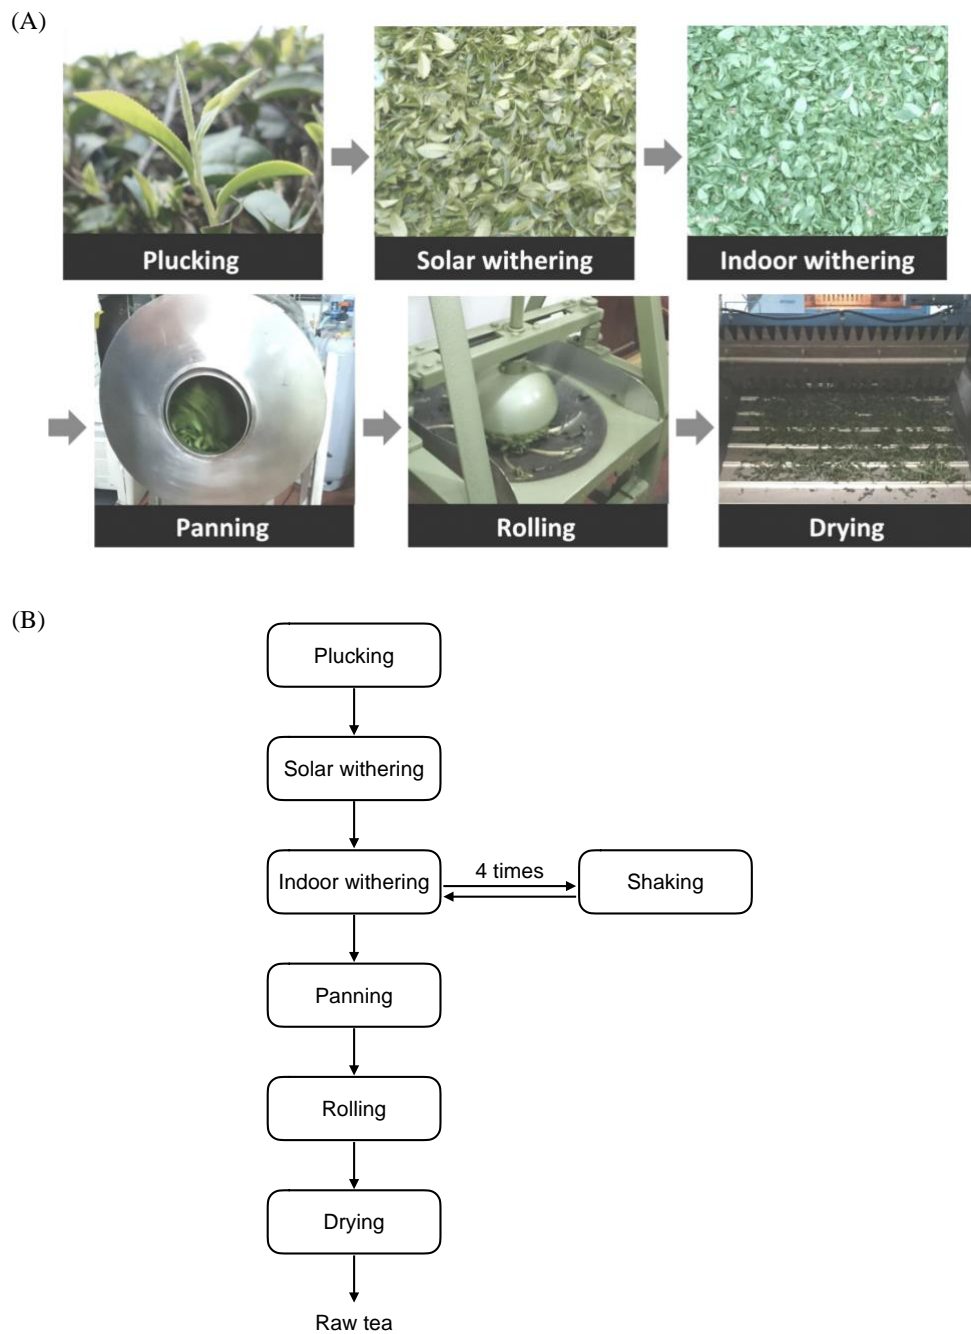 (A)
Plucking
Solar withering
Indoor withering
Panning
Rolling
Drying
(B)
Plucking
Solar withering
Indoor withering
4 times
Shaking
Panning
Rolling
Drying
Raw tea